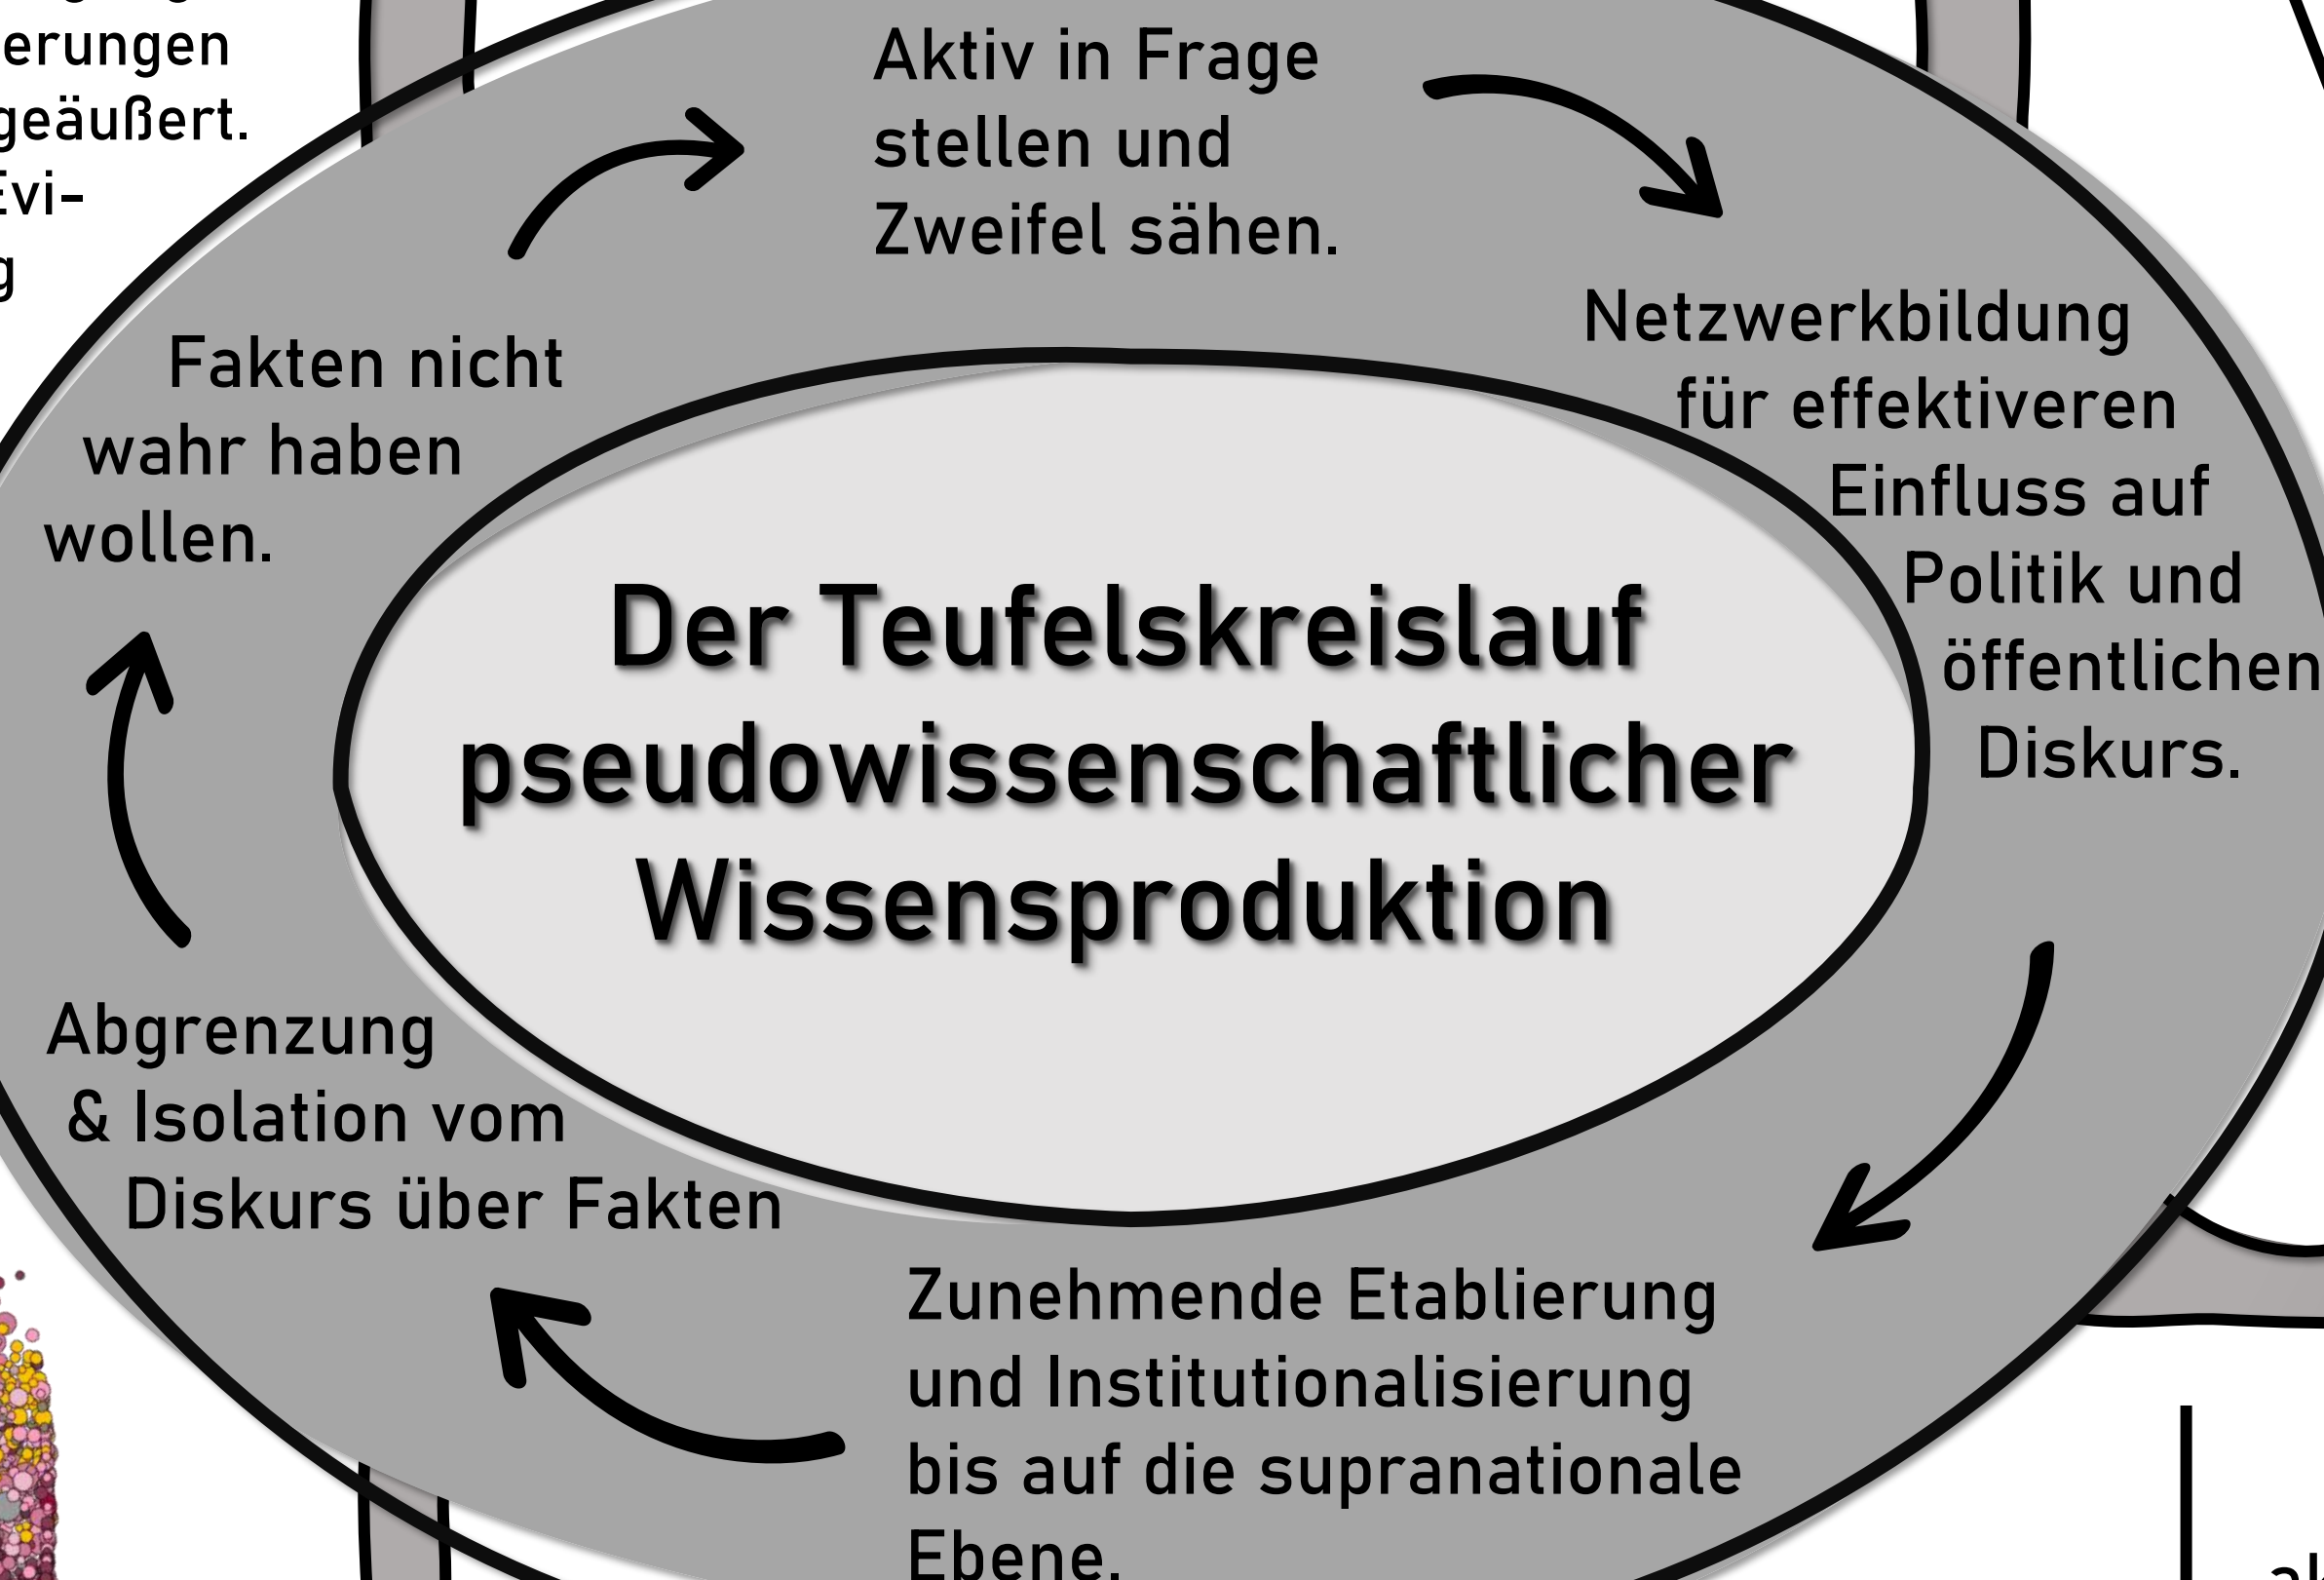 erungen
geäußert.
Evi-
g
Aktiv in Frage
stellen und
Zweifel sähen.
Netzwerkbildung
für effektiveren
Einfluss auf
Politik und
öffentlichen
Diskurs.
Fakten nicht
wahr haben
wollen.
Der Teufelskreislauf
pseudowissenschaftlicher
Wissensproduktion
Abgrenzung
& Isolation vom
Diskurs über Fakten
Zunehmende Etablierung
und Institutionalisierung
bis auf die supranationale
Ebene.